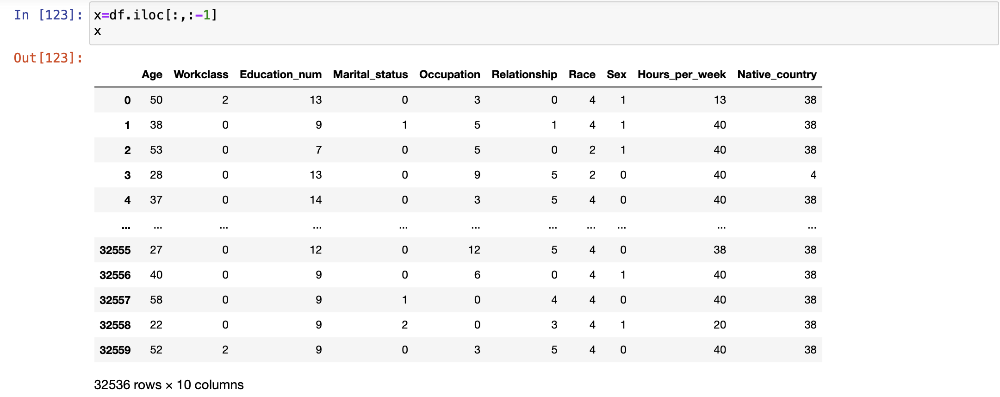 In [123]: x=df.iloc[:,:-1]
x
Out[123]:
Age Workclass Education_num Marital_status Occupation Relationship Race Sex Hours_per_week Native_country
0 50 2 13 0 3 0 4 1 13 38
1 38 0 9 1 5 1 4 1 40 38
2 53 0 7 0 5 0 2 1 40 38
3 28 0 13 0 9 5 2 0 40 4
4 37 0 14 0 3 5 4 0 40 38
... ... ... ... ... ... ... ... ... ... ...
32555 27 0 12 0 12 5 4 0 38 38
32556 40 0 9 0 6 0 4 1 40 38
32557 58 0 9 1 0 4 4 0 40 38
32558 22 0 9 2 0 3 4 1 20 38
32559 52 2 9 0 3 5 4 0 40 38
32536 rows × 10 columns